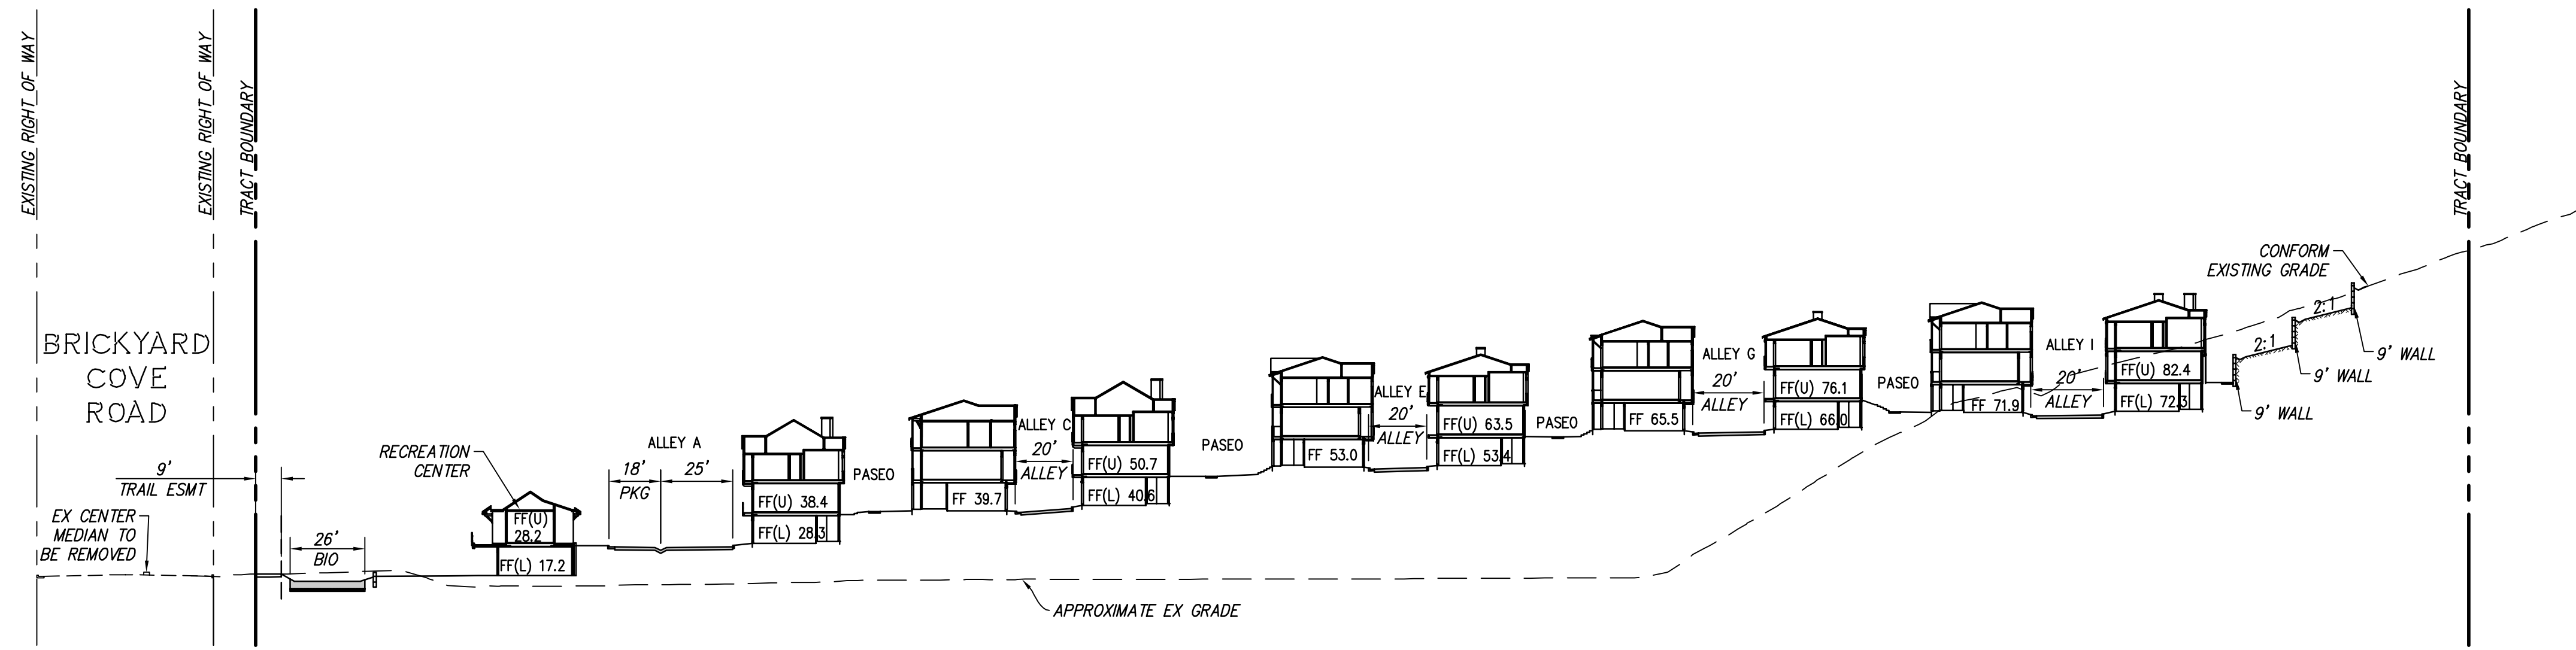 EXISTING RIGHT OF WAY
EXISTING RIGHT OF WAY
TRACT BOUNDARY
BRICKYARD
COVE
ROAD
9'
TRAIL ESMT
EX CENTER
MEDIAN TO
BE REMOVED
26'
BIO
RECREATION
CENTER
FF(U)
28.2
FF(L) 17.2
ALLEY A
18'
PKG
25'
FF(U) 38.4
FF(L) 28.3
PASEO
FF 39.7
ALLEY C
20'
ALLEY
FF(U) 50.7
FF(L) 40.6
PASEO
FF 53.0
ALLEY E
20'
ALLEY
FF(U) 63.5
FF(L) 53.4
PASEO
FF 65.5
ALLEY G
20'
ALLEY
FF(U) 76.1
FF(L) 66.0
PASEO
FF 71.9
ALLEY I
20'
ALLEY
FF(U) 82.4
FF(L) 72.3
CONFORM
EXISTING GRADE
2:1
2:1
9' WALL
9' WALL
9' WALL
TRACT BOUNDARY
APPROXIMATE EX GRADE